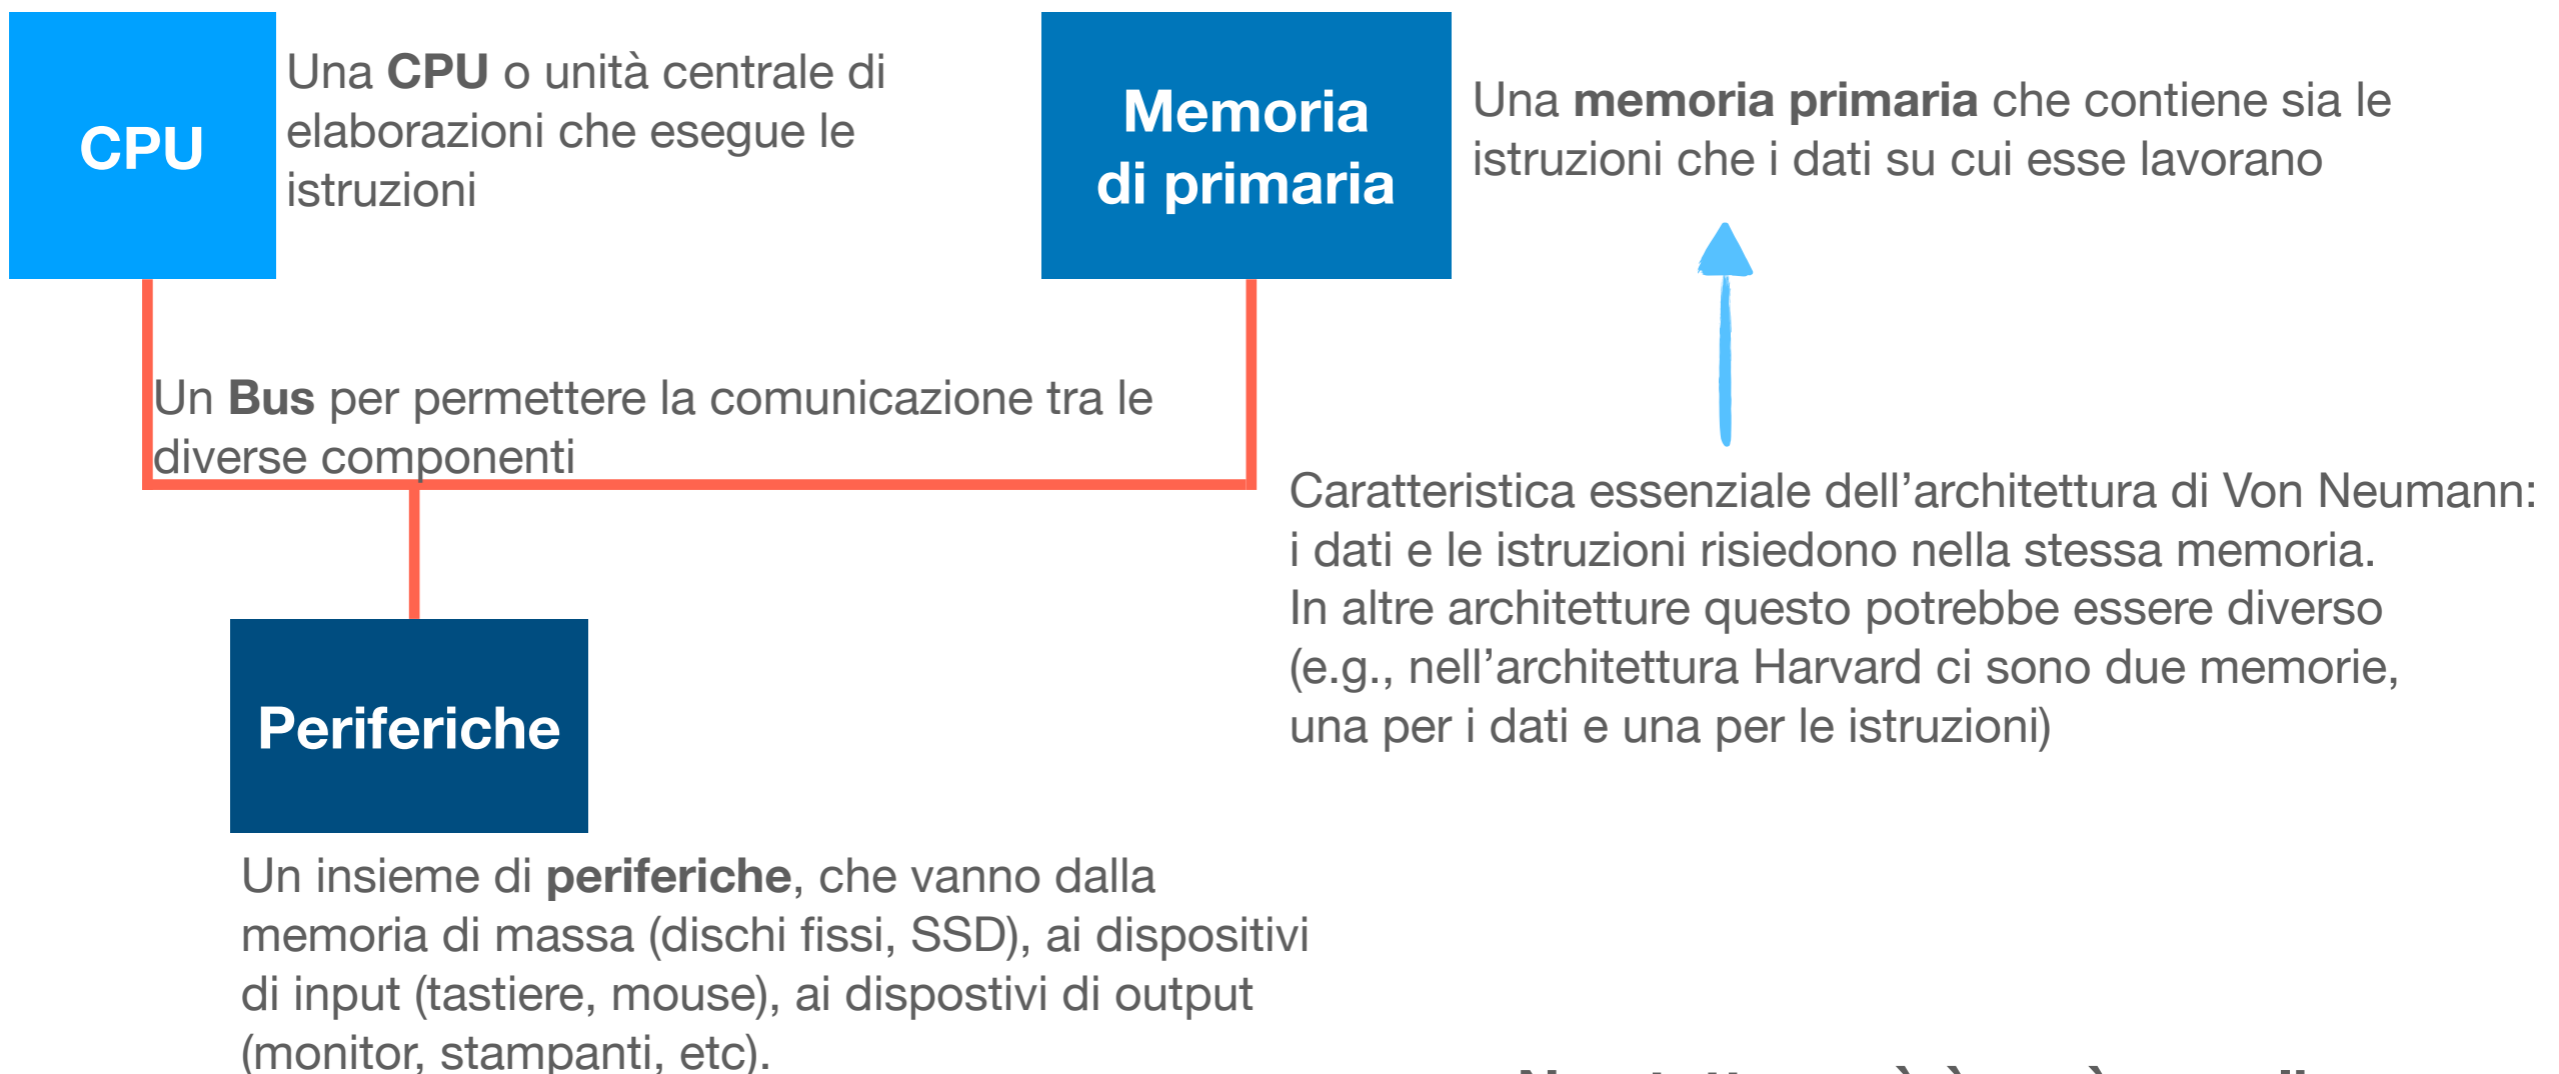 CPU
Una CPU o unità centrale di
elaborazioni che esegue le
istruzioni
Memoria
di primaria
Una memoria primaria che contiene sia le
istruzioni che i dati su cui esse lavorano
Un Bus per permettere la comunicazione tra le
diverse componenti
Caratteristica essenziale dell’architettura di Von Neumann:
i dati e le istruzioni risiedono nella stessa memoria.
In altre architetture questo potrebbe essere diverso
(e.g., nell’architettura Harvard ci sono due memorie,
una per i dati e una per le istruzioni)
Periferiche
Un insieme di periferiche, che vanno dalla
memoria di massa (dischi fissi, SSD), ai dispositivi
di input (tastiere, mouse), ai dispostivi di output
(monitor, stampanti, etc).